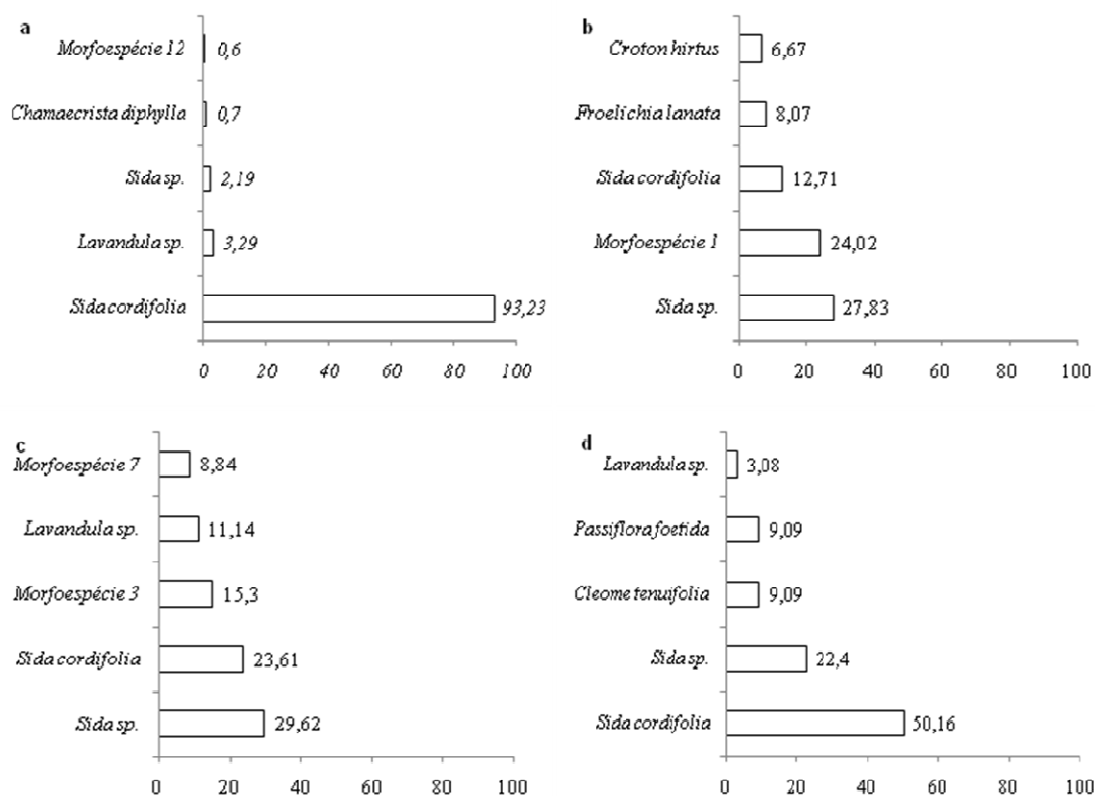 a
Morfoespécie 12 0,6
Chamaecrista diphylla 0,7
Sida sp. 2,19
Lavandula sp. 3,29
Sida cordifolia 93,23
0 20 40 60 80 100
b
Croton hirtus 6,67
Froelichia lanata 8,07
Sida cordifolia 12,71
Morfoespécie 1 24,02
Sida sp. 27,83
0 20 40 60 80 100
c
Morfoespécie 7 8,84
Lavandula sp. 11,14
Morfoespécie 3 15,3
Sida cordifolia 23,61
Sida sp. 29,62
0 20 40 60 80 100
d
Lavandula sp. 3,08
Passiflora foetida 9,09
Cleome tenuifolia 9,09
Sida sp. 22,4
Sida cordifolia 50,16
0 20 40 60 80 100